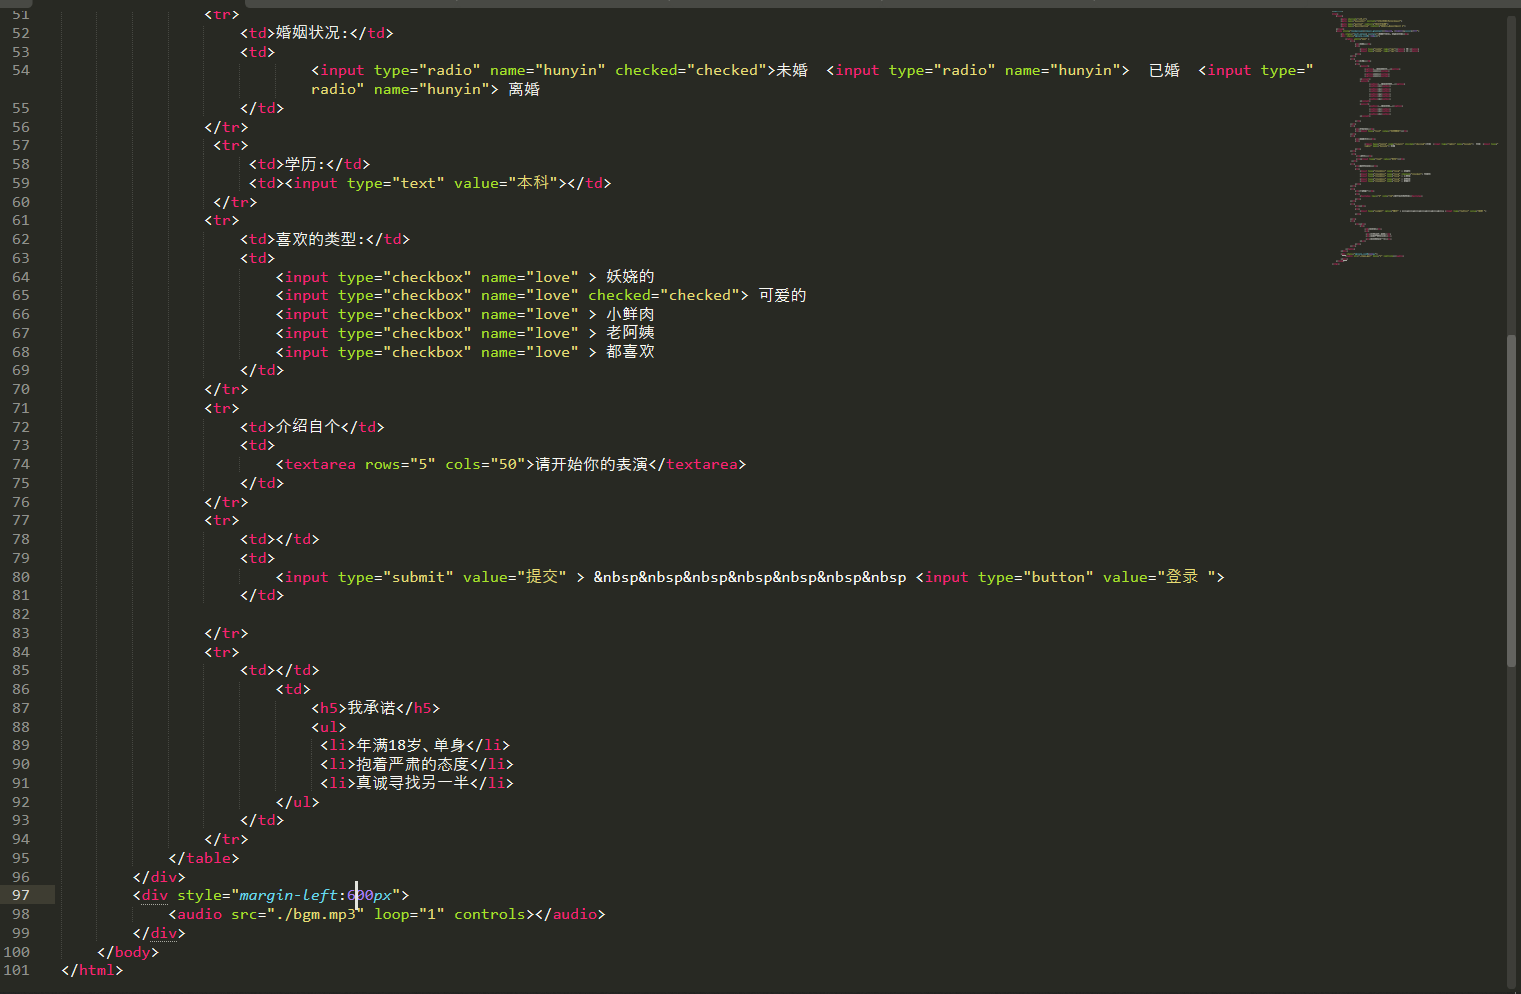 51 <tr>
52 <td>婚姻状况:</td>
53 <td>
54 <input type="radio" name="hunyin" checked="checked">未婚 <input type="radio" name="hunyin"> 已婚 <input type="
radio" name="hunyin"> 离婚
55 </td>
56 </tr>
57 <tr>
58 <td>学历:</td>
59 <td><input type="text" value="本科"></td>
60 </tr>
61 <tr>
62 <td>喜欢的类型:</td>
63 <td>
64 <input type="checkbox" name="love" > 妖娆的
65 <input type="checkbox" name="love" checked="checked"> 可爱的
66 <input type="checkbox" name="love" > 小鲜肉
67 <input type="checkbox" name="love" > 老阿姨
68 <input type="checkbox" name="love" > 都喜欢
69 </td>
70 </tr>
71 <tr>
72 <td>介绍自个</td>
73 <td>
74 <textarea rows="5" cols="50">请开始你的表演</textarea>
75 </td>
76 </tr>
77 <tr>
78 <td></td>
79 <td>
80 <input type="submit" value="提交" > &nbsp&nbsp&nbsp&nbsp&nbsp&nbsp&nbsp <input type="button" value="登录 ">
81 </td>
82
83 </tr>
84 <tr>
85 <td></td>
86 <td>
87 <h5>我承诺</h5>
88 <ul>
89 <li>年满18岁、单身</li>
90 <li>抱着严肃的态度</li>
91 <li>真诚寻找另一半</li>
92 </ul>
93 </td>
94 </tr>
95 </table>
96 </div>
97 <div style="margin-left:600px">
98 <audio src="./bgm.mp3" loop="1" controls></audio>
99 </div>
100 </body>
101 </html>